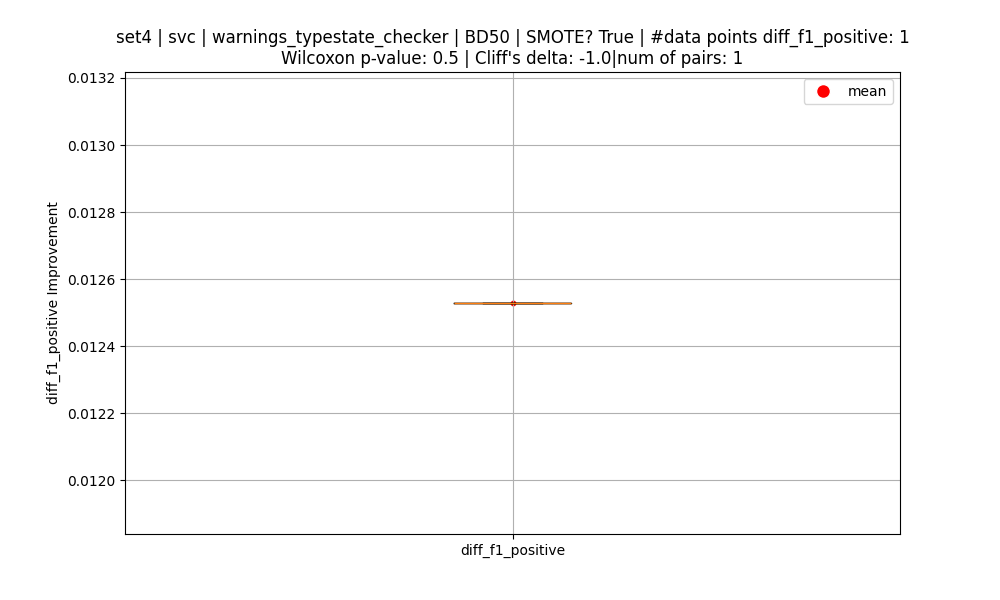 set4 | svc | warnings_typestate_checker | BD50 | SMOTE? True | #data points diff_f1_positive: 1
Wilcoxon p-value: 0.5 | Cliff's delta: -1.0|num of pairs: 1
mean
diff_f1_positive Improvement
0.0132
0.0130
0.0128
0.0126
0.0124
0.0122
0.0120
diff_f1_positive